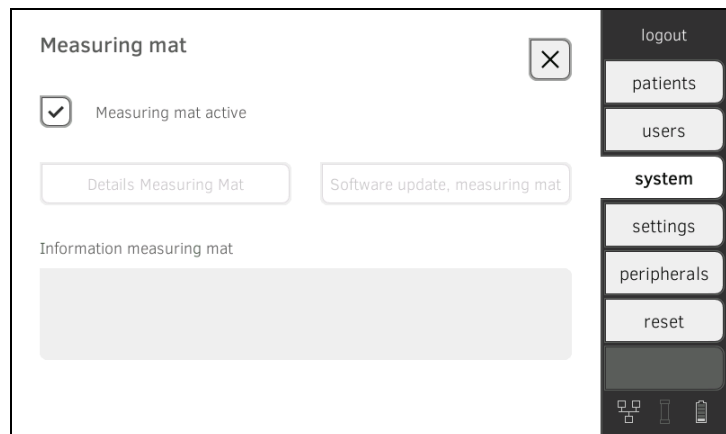 Measuring mat
Measuring mat active
Details Measuring Mat
Software update, measuring mat
Information measuring mat
logout
patients
users
system
settings
peripherals
reset